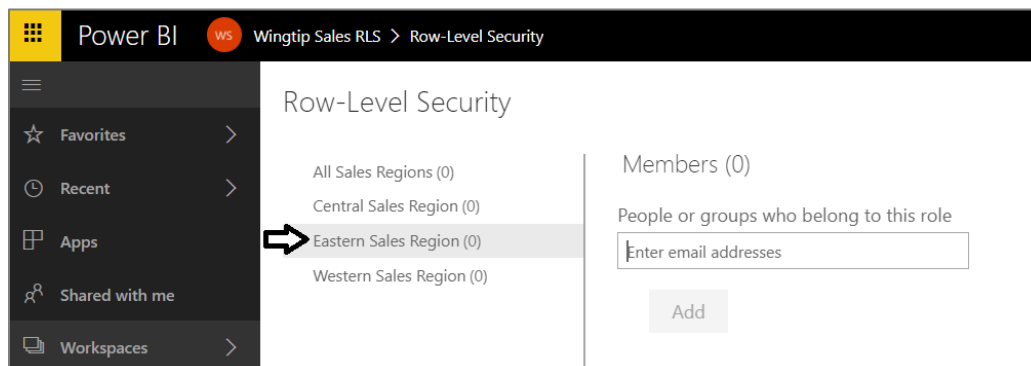 Power BI WS Wingtip Sales RLS > Row-Level Security
Favorites
Recent
Apps
Shared with me
Workspaces
Row-Level Security
All Sales Regions (0)
Central Sales Region (0)
Eastern Sales Region (0)
Western Sales Region (0)
Members (0)
People or groups who belong to this role
Enter email addresses
Add